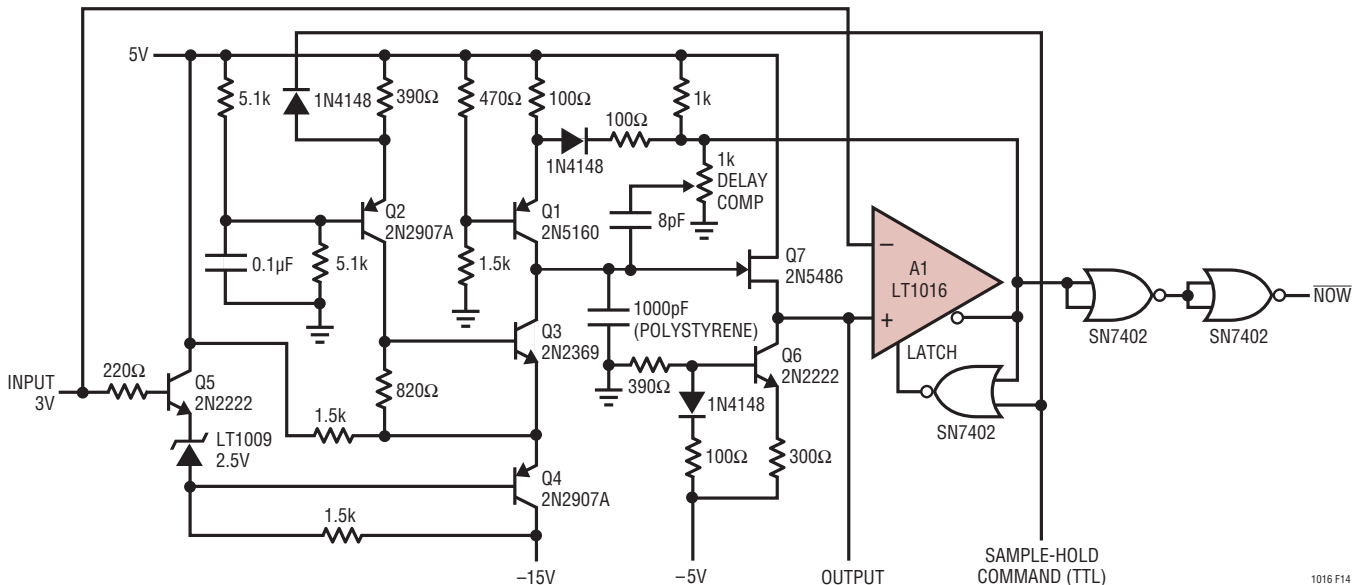 5V
5.1k
1N4148
390Ω
470Ω
100Ω
1k
100Ω
1N4148
1k
DELAY
COMP
Q2
2N2907A
Q1
2N5160
8pF
0.1µF
5.1k
1.5k
Q7
2N5486
A1
LT1016
−
+
LATCH
SN7402
SN7402
NOW
1000pF
(POLYSTYRENE)
Q3
2N2369
Q6
2N2222
390Ω
1N4148
SN7402
INPUT
3V
220Ω
Q5
2N2222
820Ω
1.5k
LT1009
2.5V
100Ω
300Ω
Q4
2N2907A
1.5k
–15V
–5V
OUTPUT
SAMPLE-HOLD
COMMAND (TTL)
1016 F14